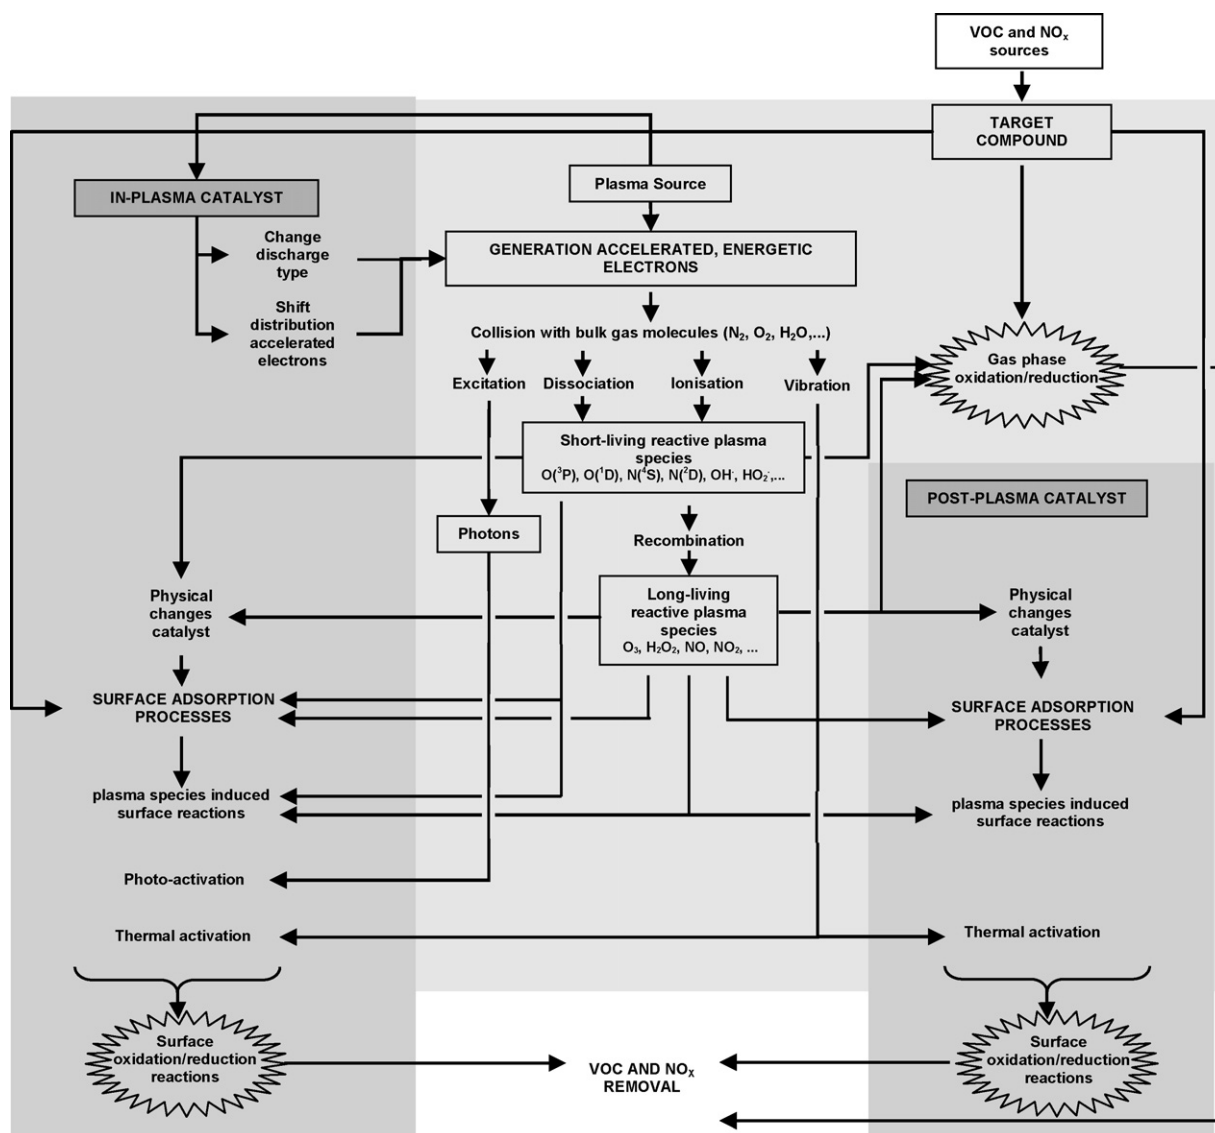 VOC and NOₓ
sources
TARGET
COMPOUND
Plasma Source
IN-PLASMA CATALYST
Change
discharge
type
GENERATION ACCELERATED, ENERGETIC
ELECTRONS
Shift
distribution
accelerated
electrons
Collision with bulk gas molecules (N₂, O₂, H₂O,...)
Gas phase
oxidation/reduction
Excitation
Dissociation
Ionisation
Vibration
Short-living reactive plasma
species
O(³P), O(¹D), N(⁴S), N(²D), OH·, HO₂·,...
POST-PLASMA CATALYST
Photons
Recombination
Physical
changes
catalyst
Long-living
reactive plasma
species
O₃, H₂O₂, NO, NO₂, ...
Physical
changes
catalyst
SURFACE ADSORPTION
PROCESSES
SURFACE ADSORPTION
PROCESSES
plasma species induced
surface reactions
plasma species induced
surface reactions
Photo-activation
Thermal activation
Thermal activation
Surface
oxidation/reduction
reactions
VOC AND NOₓ
REMOVAL
Surface
oxidation/reduction
reactions